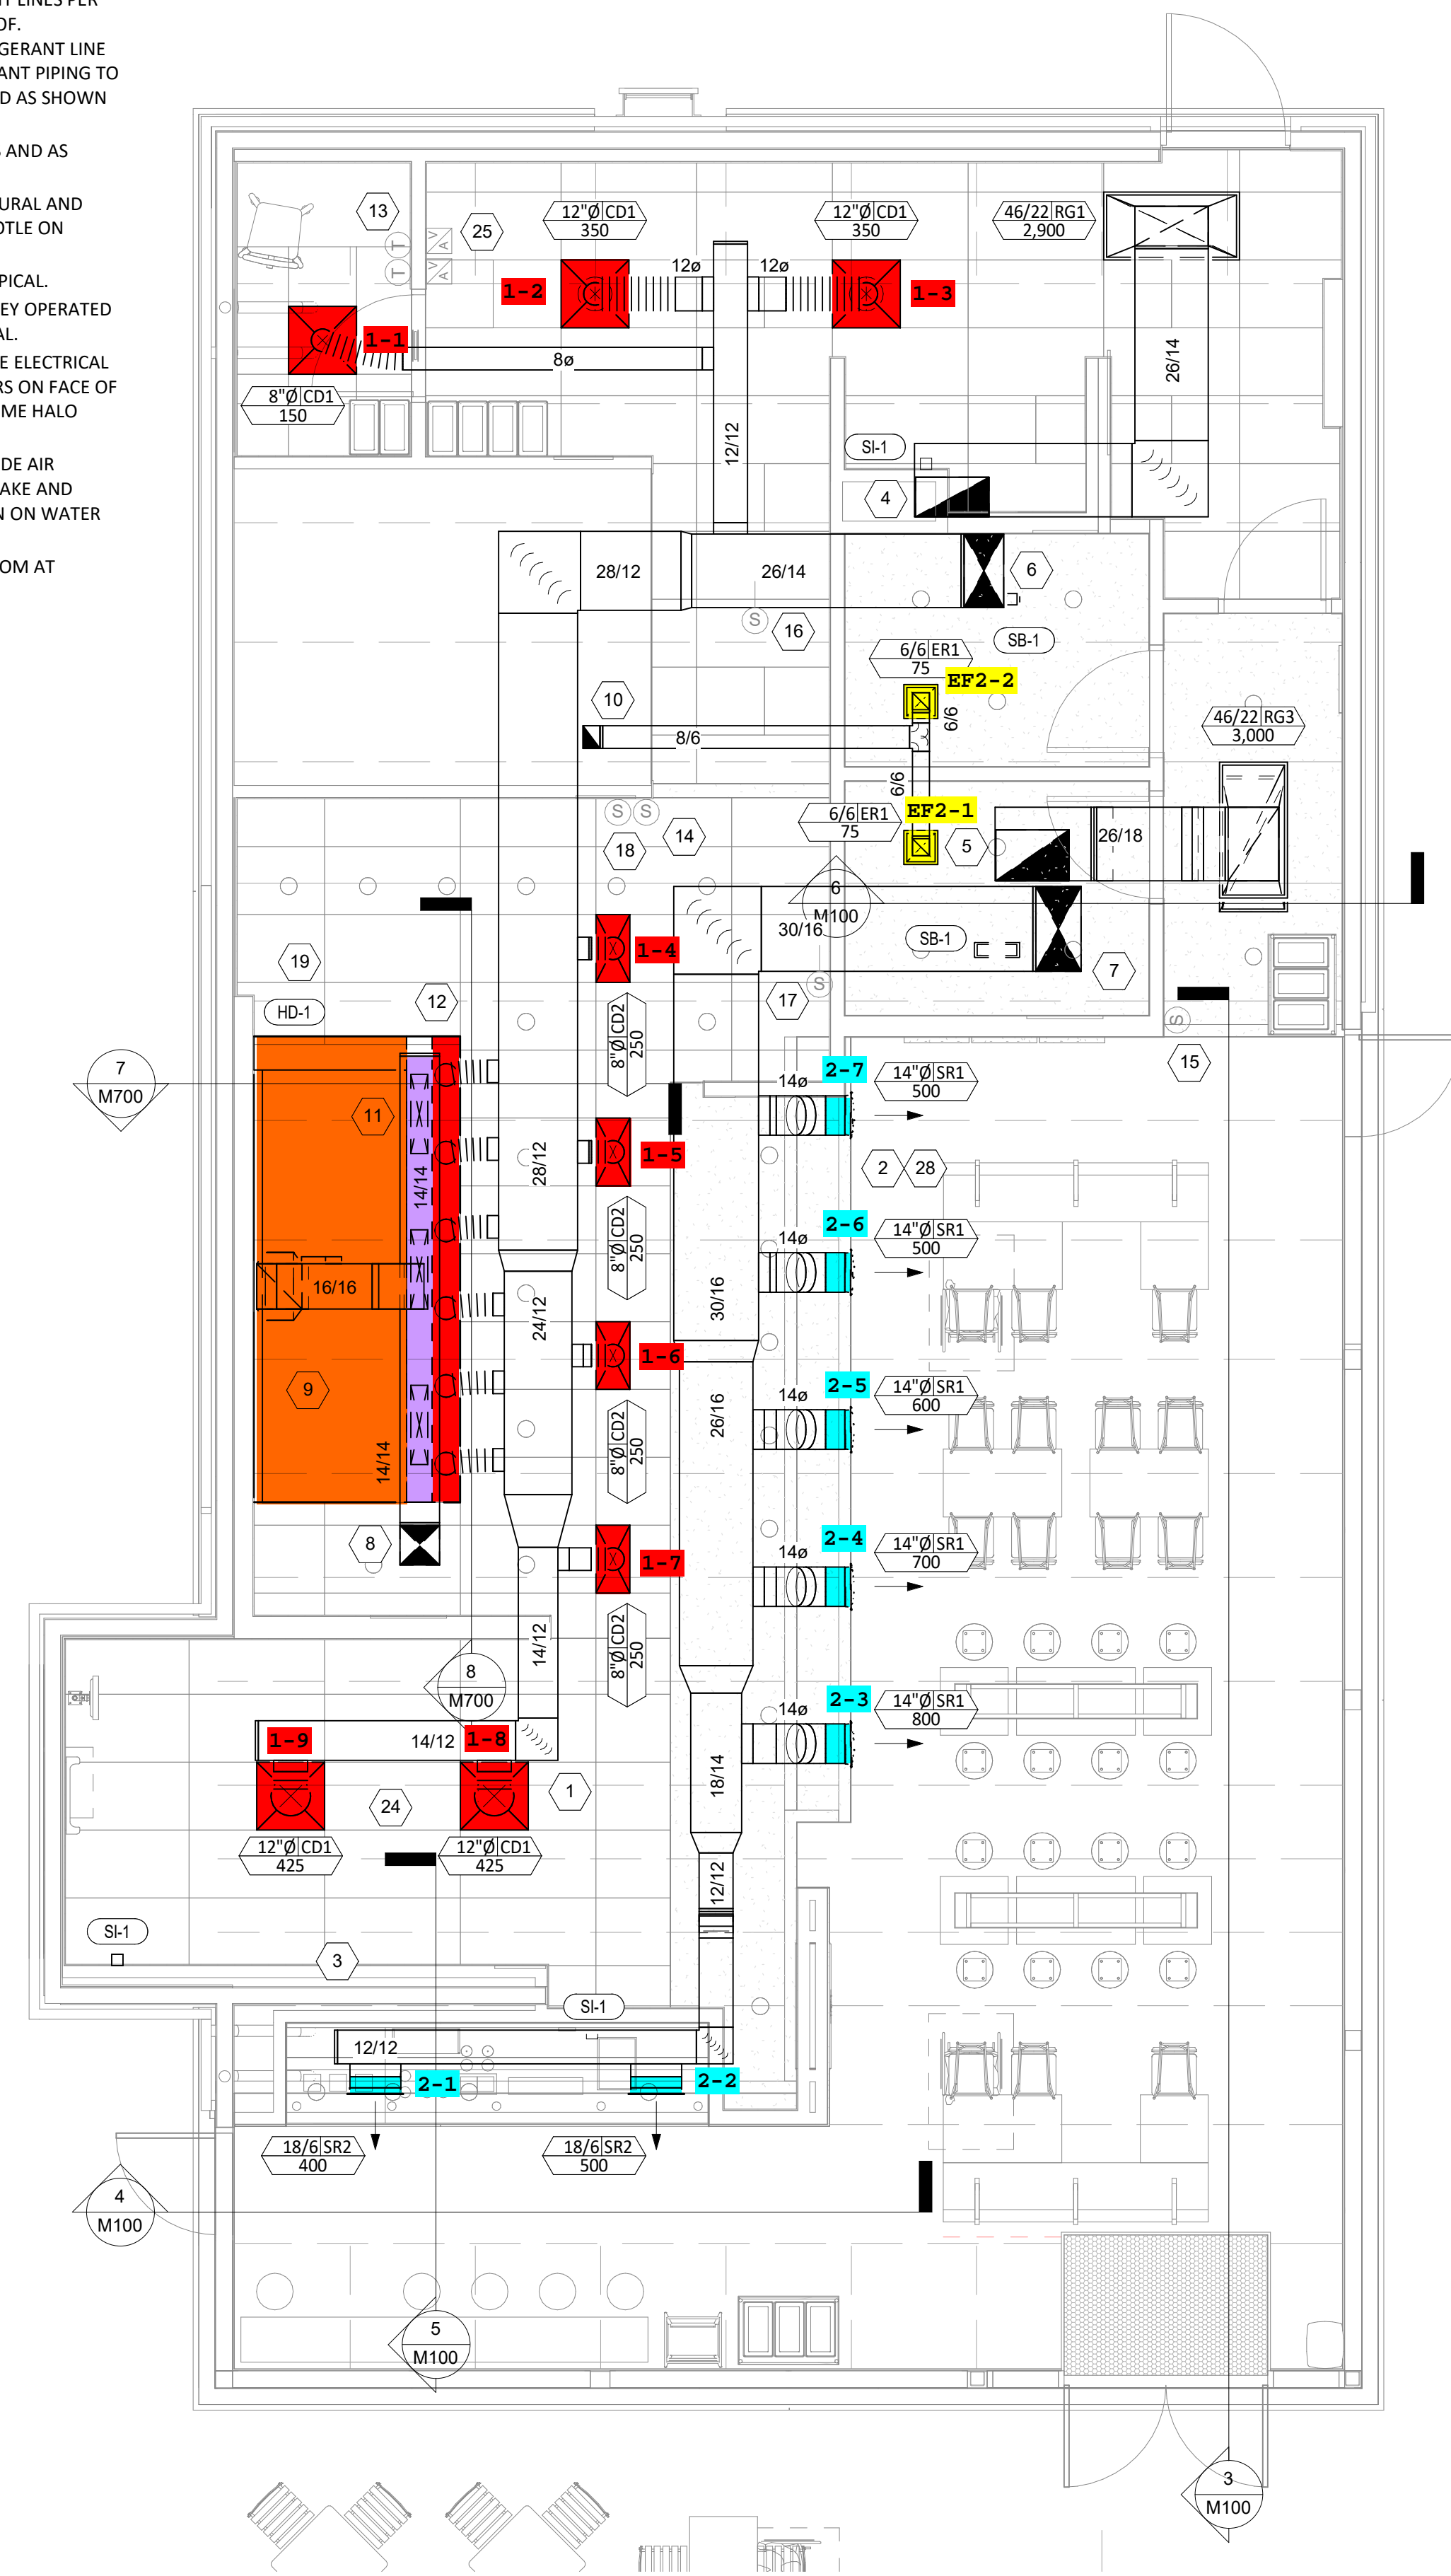 T LINES PER
OF.
GERANT LINE
ANT PIPING TO
D AS SHOWN
AND AS
URAL AND
OTLE ON
PICAL.
EY OPERATED
AL.
E ELECTRICAL
RS ON FACE OF
ME HALO
DE AIR
AKE AND
N ON WATER
OM AT
13
25
12"Ø CD1
350
12"Ø CD1
350
46/22 RG1
2,900
T
T
V
A
V
A
12ø
12ø
1-2
1-3
1-1
8ø
26/14
8"Ø CD1
150
12/12
SI-1
4
28/12
26/14
6
S
16
SB-1
6/6 ER1
75
EF2-2
10
6/6
46/22 RG3
3,000
8/6
6/6
EF2-1
S
S
6/6 ER1
75
14
18
5
26/18
6
M100
30/16
1-4
SB-1
19
7
12
17
S
S
HD-1
8"Ø CD2
250
7
M700
2-7
14ø
14"Ø SR1
500
15
11
1-5
28/12
14/14
2
28
2-6
14ø
14"Ø SR1
500
8"Ø CD2
250
16/16
24/12
30/16
1-6
2-5
14ø
14"Ø SR1
600
9
26/16
8"Ø CD2
250
14/14
8
1-7
2-4
14ø
14"Ø SR1
700
14/12
8"Ø CD2
250
8
M700
2-3
14ø
14"Ø SR1
800
1-9
14/12
1-8
18/14
1
24
12"Ø CD1
425
12"Ø CD1
425
12/12
SI-1
3
SI-1
12/12
2-1
2-2
18/6 SR2
400
18/6 SR2
500
4
M100
5
M100
3
M100